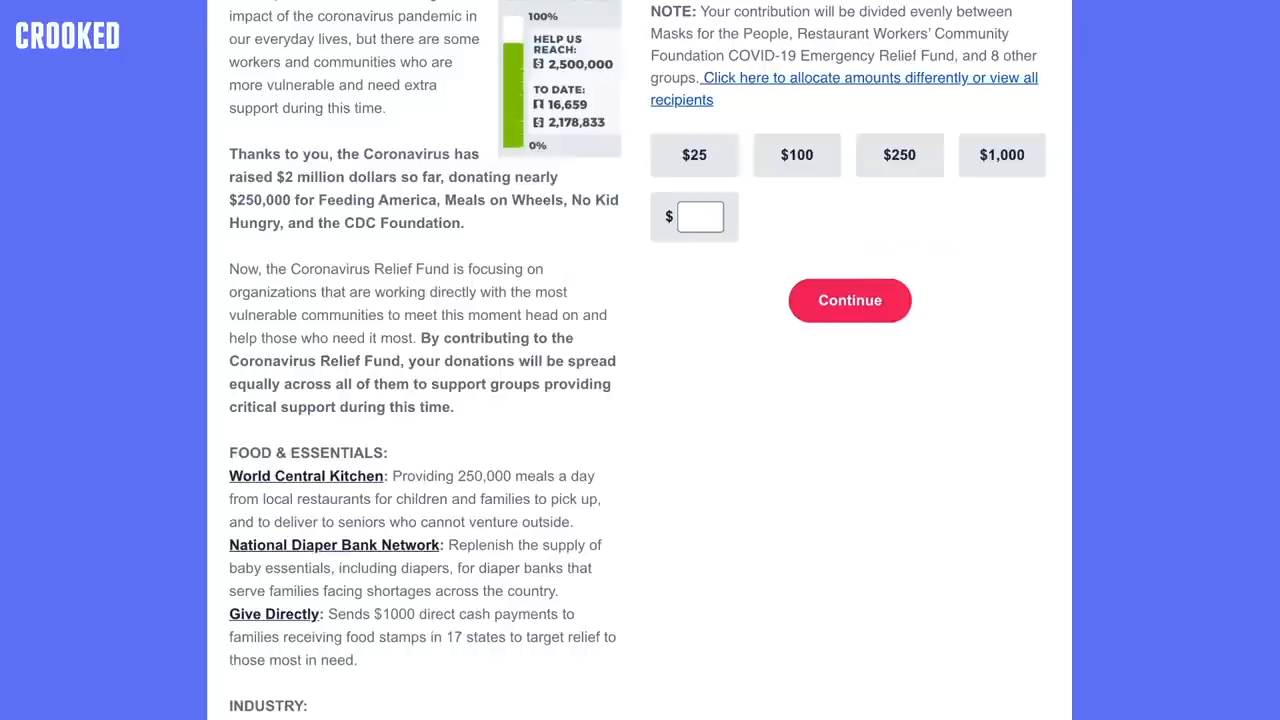 CROOKED
impact of the coronavirus pandemic in
our everyday lives, but there are some
workers and communities who are
more vulnerable and need extra
support during this time.
100%
HELP US
REACH:
2,500,000
TO DATE:
16,659
2,178,833
0%
Thanks to you, the Coronavirus has
raised $2 million dollars so far, donating nearly
$250,000 for Feeding America, Meals on Wheels, No Kid
Hungry, and the CDC Foundation.
Now, the Coronavirus Relief Fund is focusing on
organizations that are working directly with the most
vulnerable communities to meet this moment head on and
help those who need it most. By contributing to the
Coronavirus Relief Fund, your donations will be spread
equally across all of them to support groups providing
critical support during this time.
FOOD & ESSENTIALS:
World Central Kitchen: Providing 250,000 meals a day
from local restaurants for children and families to pick up,
and to deliver to seniors who cannot venture outside.
National Diaper Bank Network: Replenish the supply of
baby essentials, including diapers, for diaper banks that
serve families facing shortages across the country.
Give Directly: Sends $1000 direct cash payments to
families receiving food stamps in 17 states to target relief to
those most in need.
INDUSTRY:
NOTE: Your contribution will be divided evenly between
Masks for the People, Restaurant Workers’ Community
Foundation COVID-19 Emergency Relief Fund, and 8 other
groups. Click here to allocate amounts differently or view all
recipients
$25 $100 $250 $1,000
$
Continue